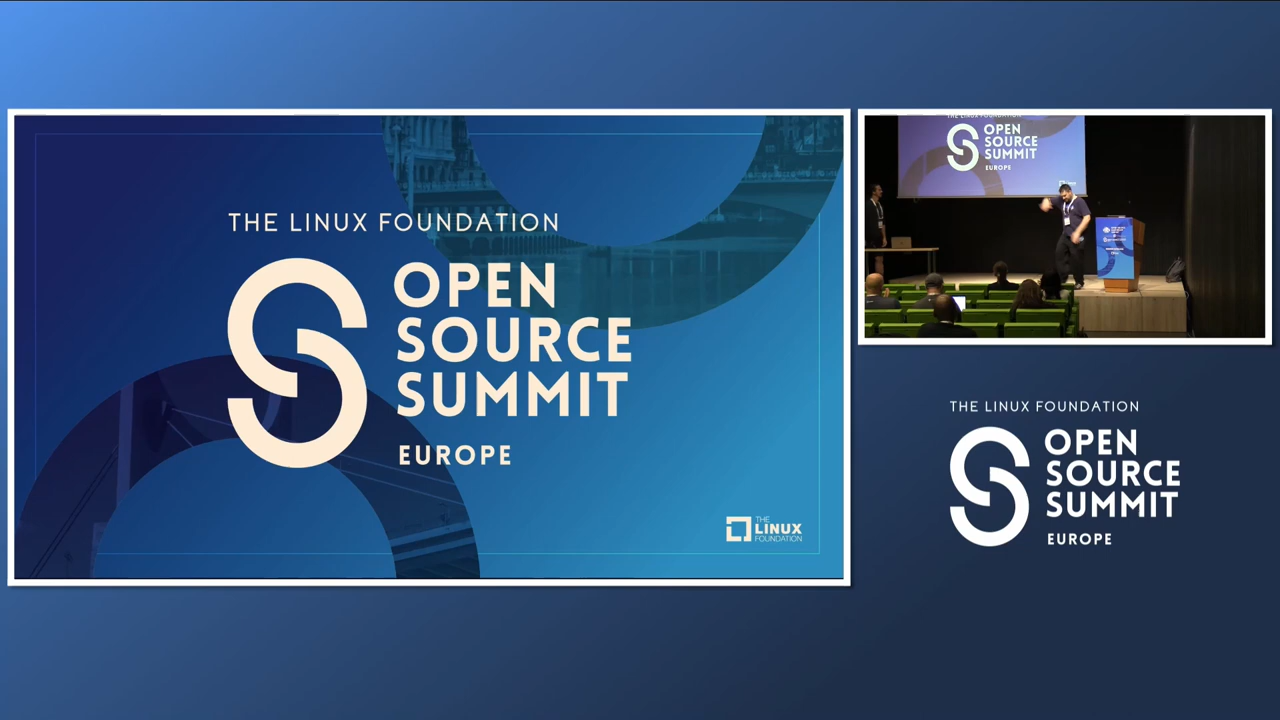 THE LINUX FOUNDATION
OPEN
SOURCE
SUMMIT
EUROPE
THE
LINUX
FOUNDATION
OPEN
SOURCE
SUMMIT
EUROPE
THE LINUX FOUNDATION
OPEN
SOURCE
SUMMIT
EUROPE